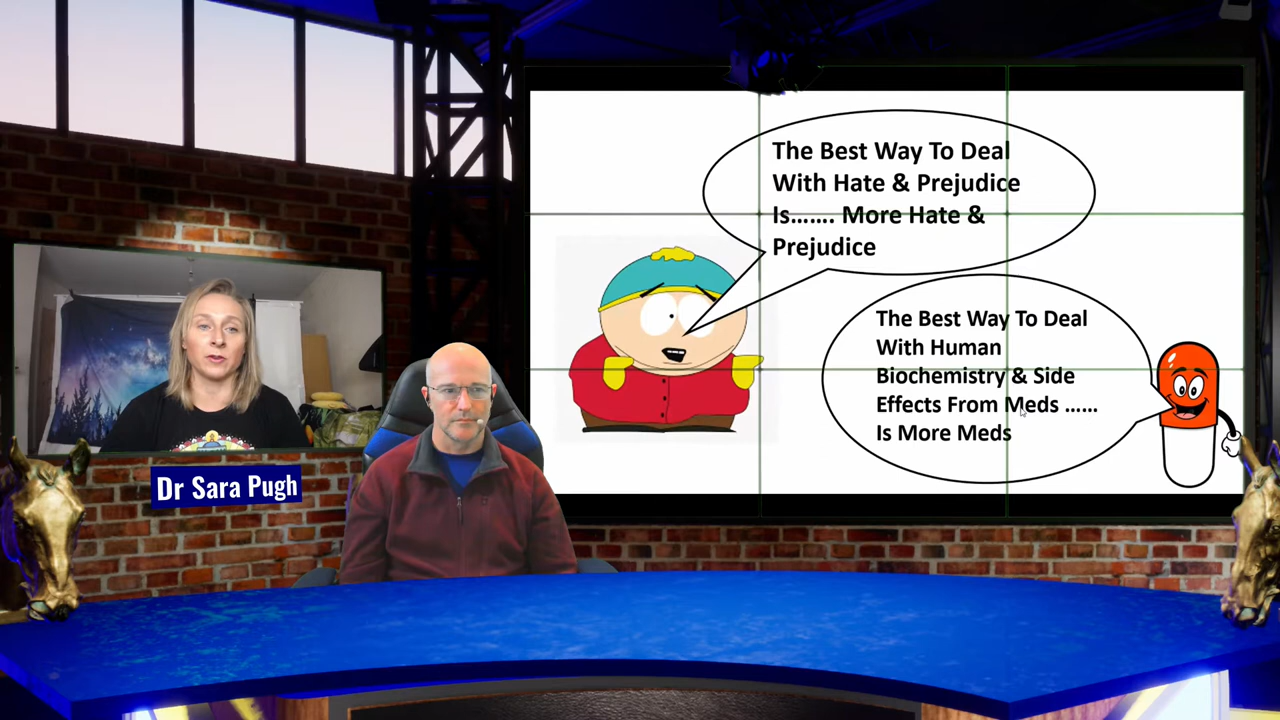 The Best Way To Deal
With Hate & Prejudice
Is....... More Hate &
Prejudice
The Best Way To Deal
With Human
Biochemistry & Side
Effects From Meds ......
Is More Meds
Dr Sara Pugh